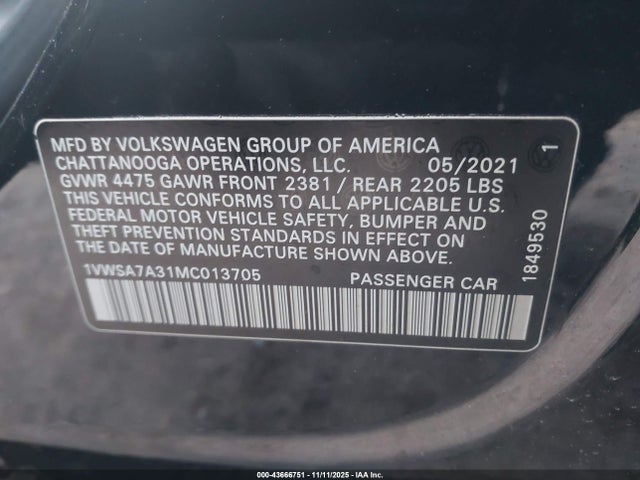 MFD BY VOLKSWAGEN GROUP OF AMERICA
CHATTANOOGA OPERATIONS, LLC. 05/2021
GVWR 4475 GAWR FRONT 2381 / REAR 2205 LBS
THIS VEHICLE CONFORMS TO ALL APPLICABLE U.S.
FEDERAL MOTOR VEHICLE SAFETY, BUMPER AND
THEFT PREVENTION STANDARDS IN EFFECT ON
THE DATE OF MANUFACTURE SHOWN ABOVE.
1VWSA7A31MC013705 PASSENGER CAR
1849530 1
000-43666751 - 11/11/2025 - IAA Inc.